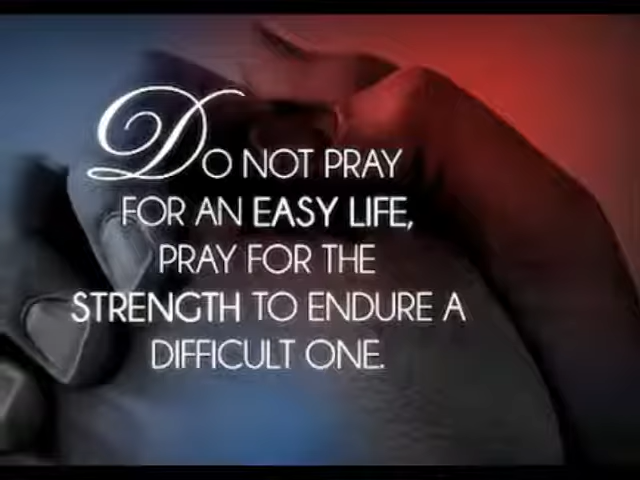 DO NOT PRAY
FOR AN EASY LIFE,
PRAY FOR THE
STRENGTH TO ENDURE A
DIFFICULT ONE.